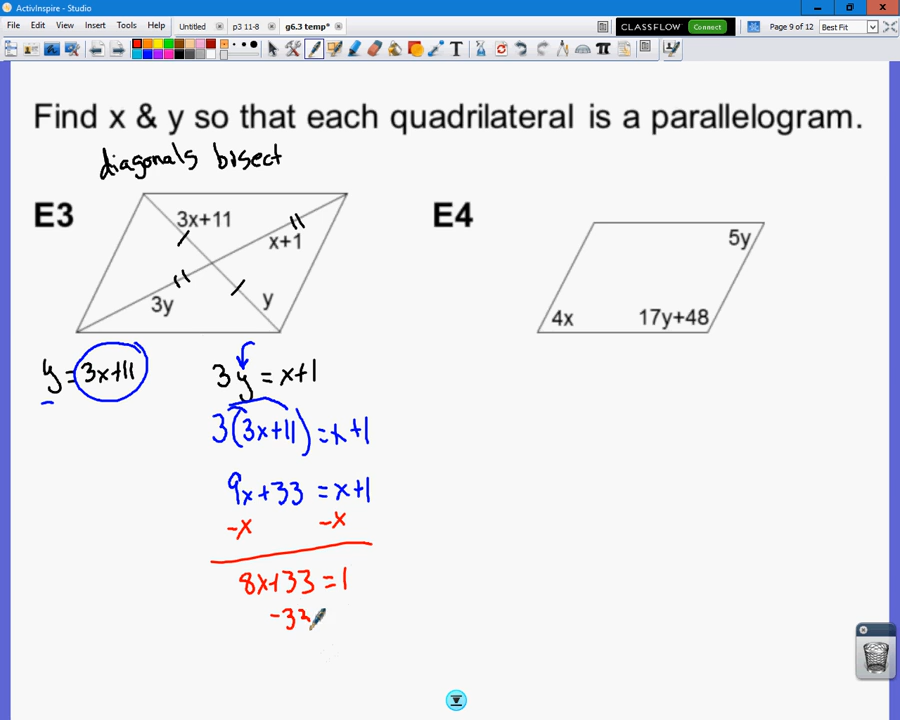 ActivInspire - Studio
File Edit View Insert Tools Help Untitled p3 11-8 g6.3 temp* CLASSFLOW Connect Page 9 of 12 Best Fit
Find x & y so that each quadrilateral is a parallelogram.
diagonals bisect
E3
3x+11
x+1
3y
y
E4
5y
4x
17y+48
y = 3x+11
3y = x+1
3(3x+11) = x+1
9x+33 = x+1
-x -x
8x+33 = 1
-33